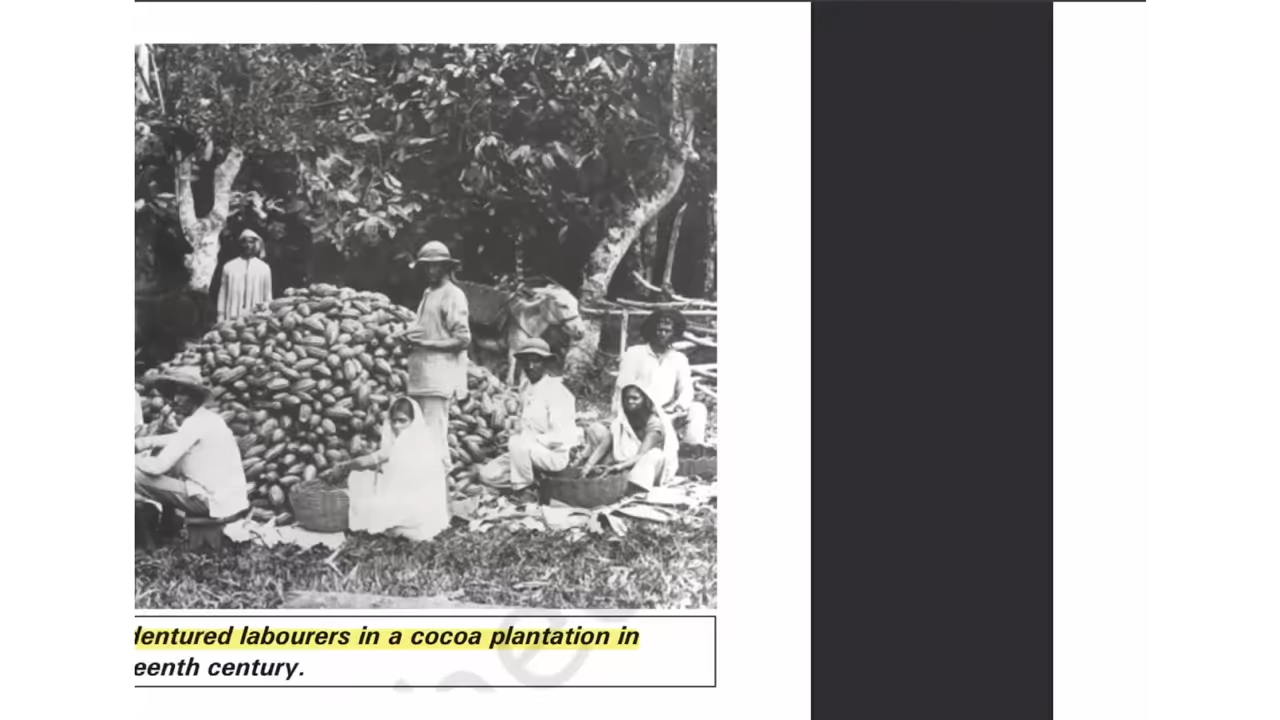 dentured labourers in a cocoa plantation in
eenth century.